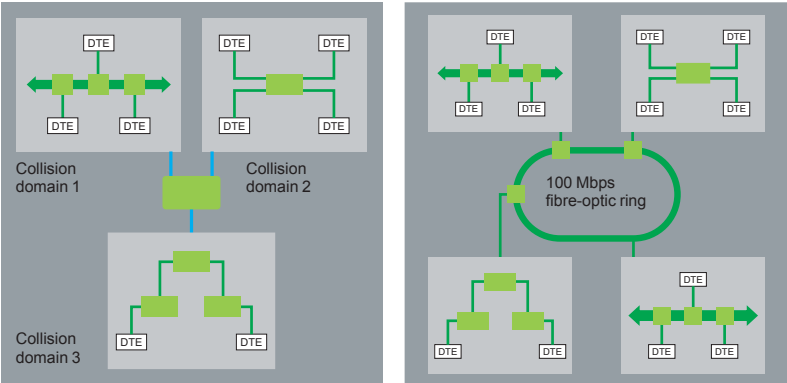 DTE
DTE
DTE
DTE
DTE
DTE
DTE
Collision
domain 1
Collision
domain 2
Collision
domain 3
DTE
DTE
DTE
DTE
DTE
DTE
DTE
DTE
DTE
100 Mbps
fibre-optic ring
DTE
DTE
DTE
DTE
DTE